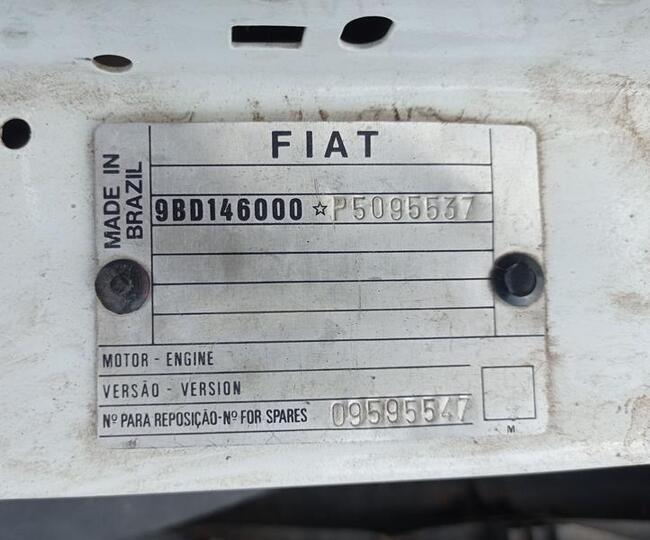 FIAT
MADE IN
BRAZIL
9BD146000 ☆P5095537
MOTOR - ENGINE
VERSÃO - VERSION
Nº PARA REPOSIÇÃO-Nº FOR SPARES 09595547
M